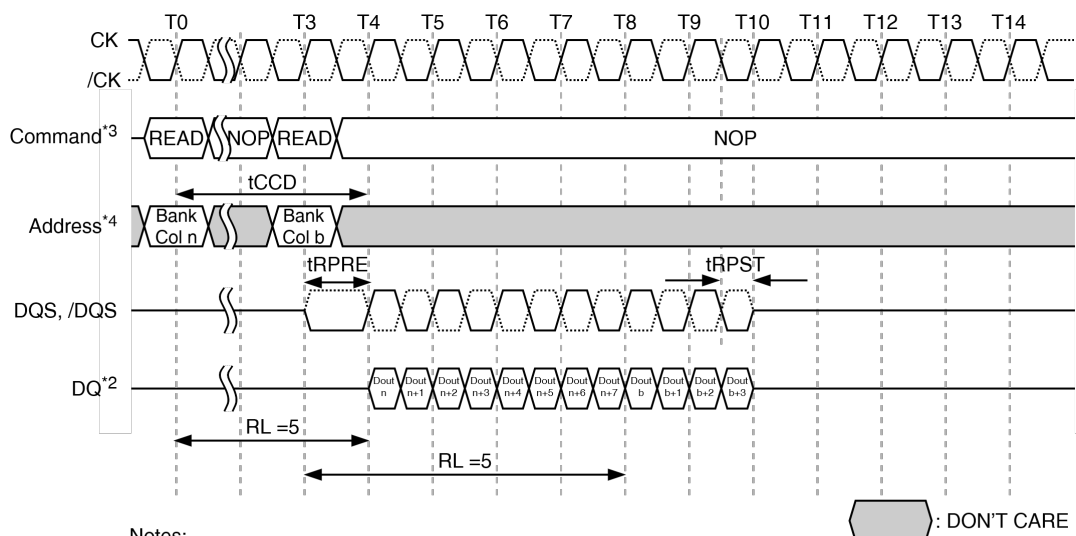 T0 T3 T4 T5 T6 T7 T8 T9 T10 T11 T12 T13 T14
CK
/CK
Command*3 READ NOP READ NOP
tCCD
Address*4 Bank Col n Bank Col b
tRPRE tRPST
DQS, /DQS
DQ*2 Dout n Dout n+1 Dout n+2 Dout n+3 Dout n+4 Dout n+5 Dout n+6 Dout n+7 Dout b Dout b+1 Dout b+2 Dout b+3
RL =5
RL =5
: DON'T CARE
Notes: